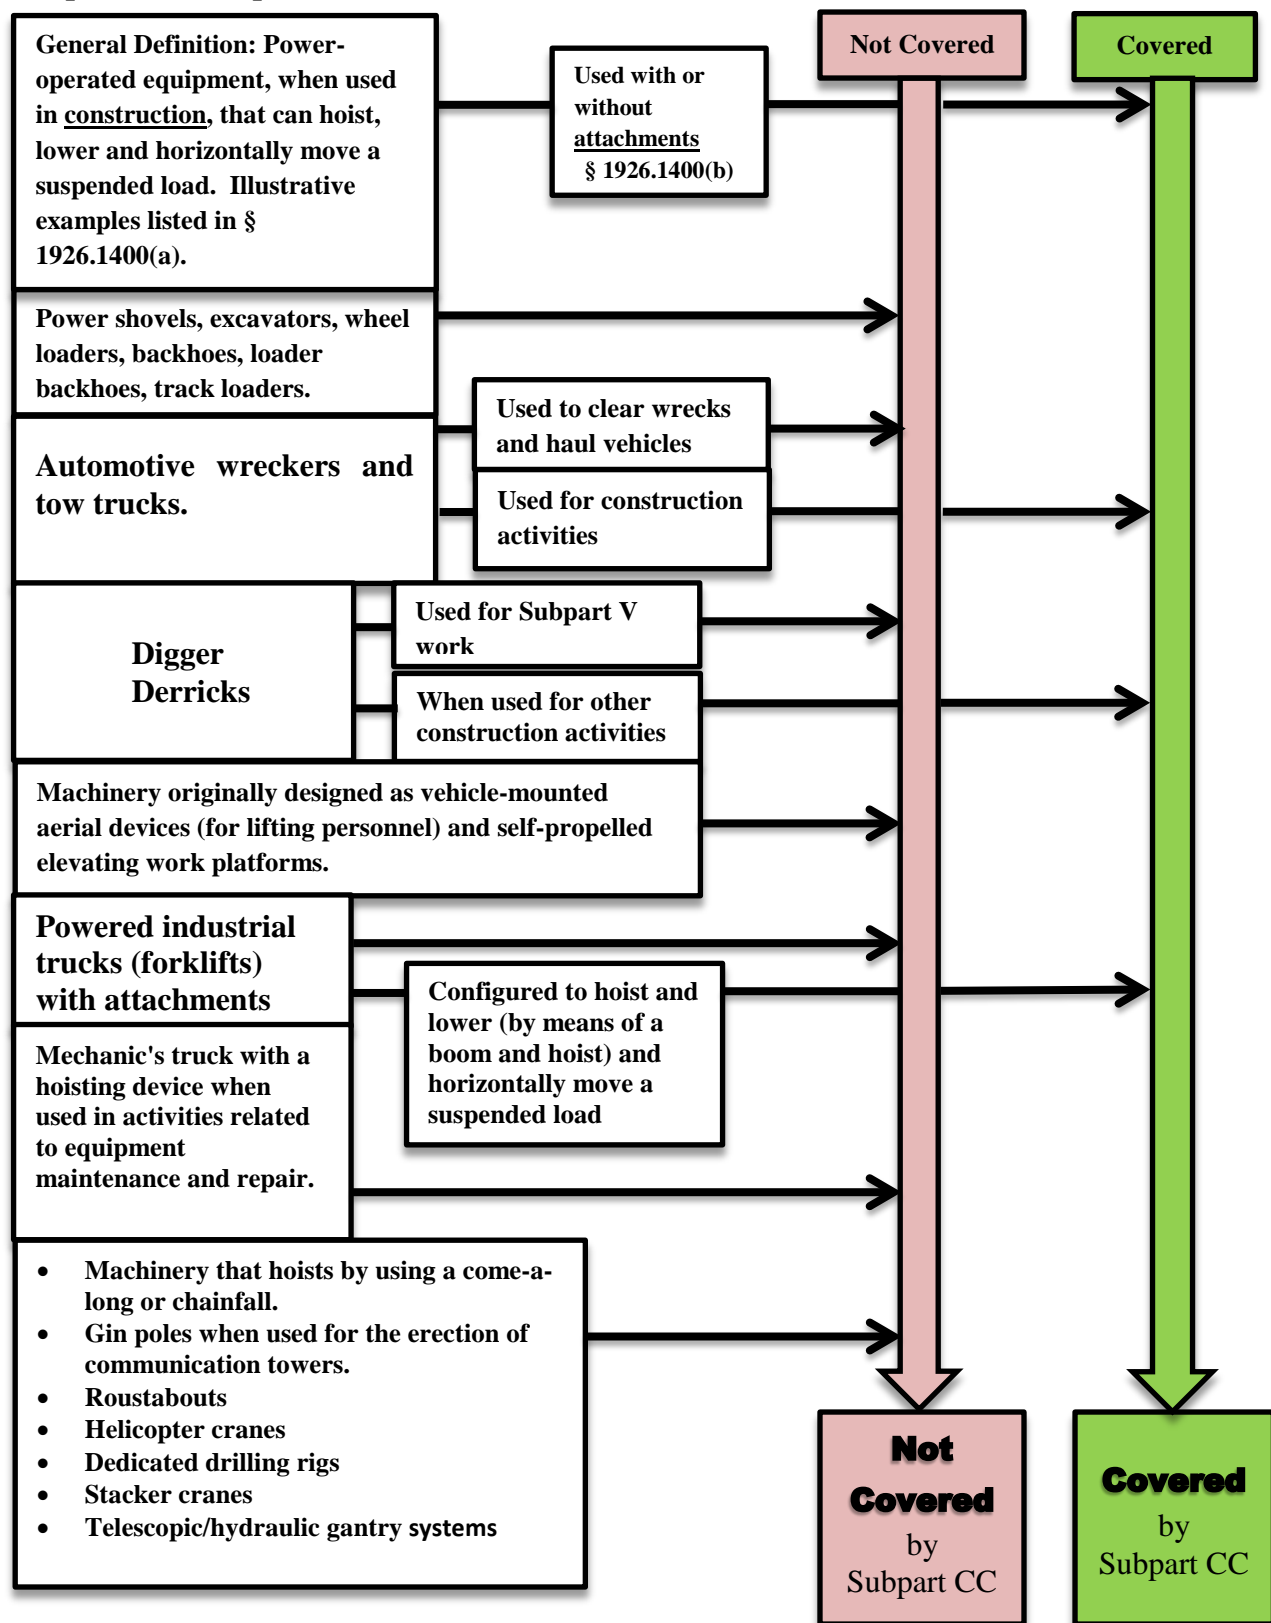 General Definition: Power-
operated equipment, when used
in construction, that can hoist,
lower and horizontally move a
suspended load.  Illustrative
examples listed in §
1926.1400(a).
Used with or
without
attachments
§ 1926.1400(b)
Not Covered
Covered
Power shovels, excavators, wheel
loaders, backhoes, loader
backhoes, track loaders.
Automotive wreckers and
tow trucks.
Used to clear wrecks
and haul vehicles
Used for construction
activities
Digger
Derricks
Used for Subpart V
work
When used for other
construction activities
Machinery originally designed as vehicle-mounted
aerial devices (for lifting personnel) and self-propelled
elevating work platforms.
Powered industrial
trucks (forklifts)
with attachments
Configured to hoist and
lower (by means of a
boom and hoist) and
horizontally move a
suspended load
Mechanic's truck with a
hoisting device when
used in activities related
to equipment
maintenance and repair.
• Machinery that hoists by using a come-a-
long or chainfall.
• Gin poles when used for the erection of
communication towers.
• Roustabouts
• Helicopter cranes
• Dedicated drilling rigs
• Stacker cranes
• Telescopic/hydraulic gantry systems
Not
Covered
by
Subpart CC
Covered
by
Subpart CC